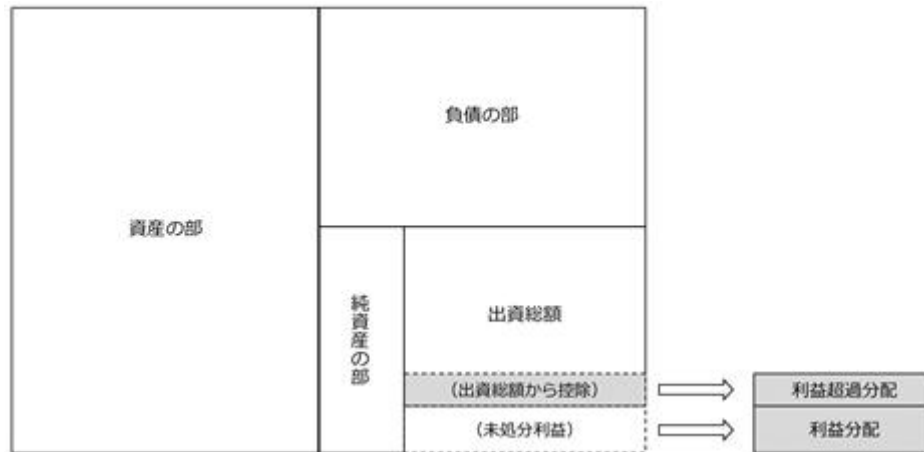 資産の部
負債の部
純資産の部
出資総額
（出資総額から控除）
利益超過分配
（未処分利益）
利益分配